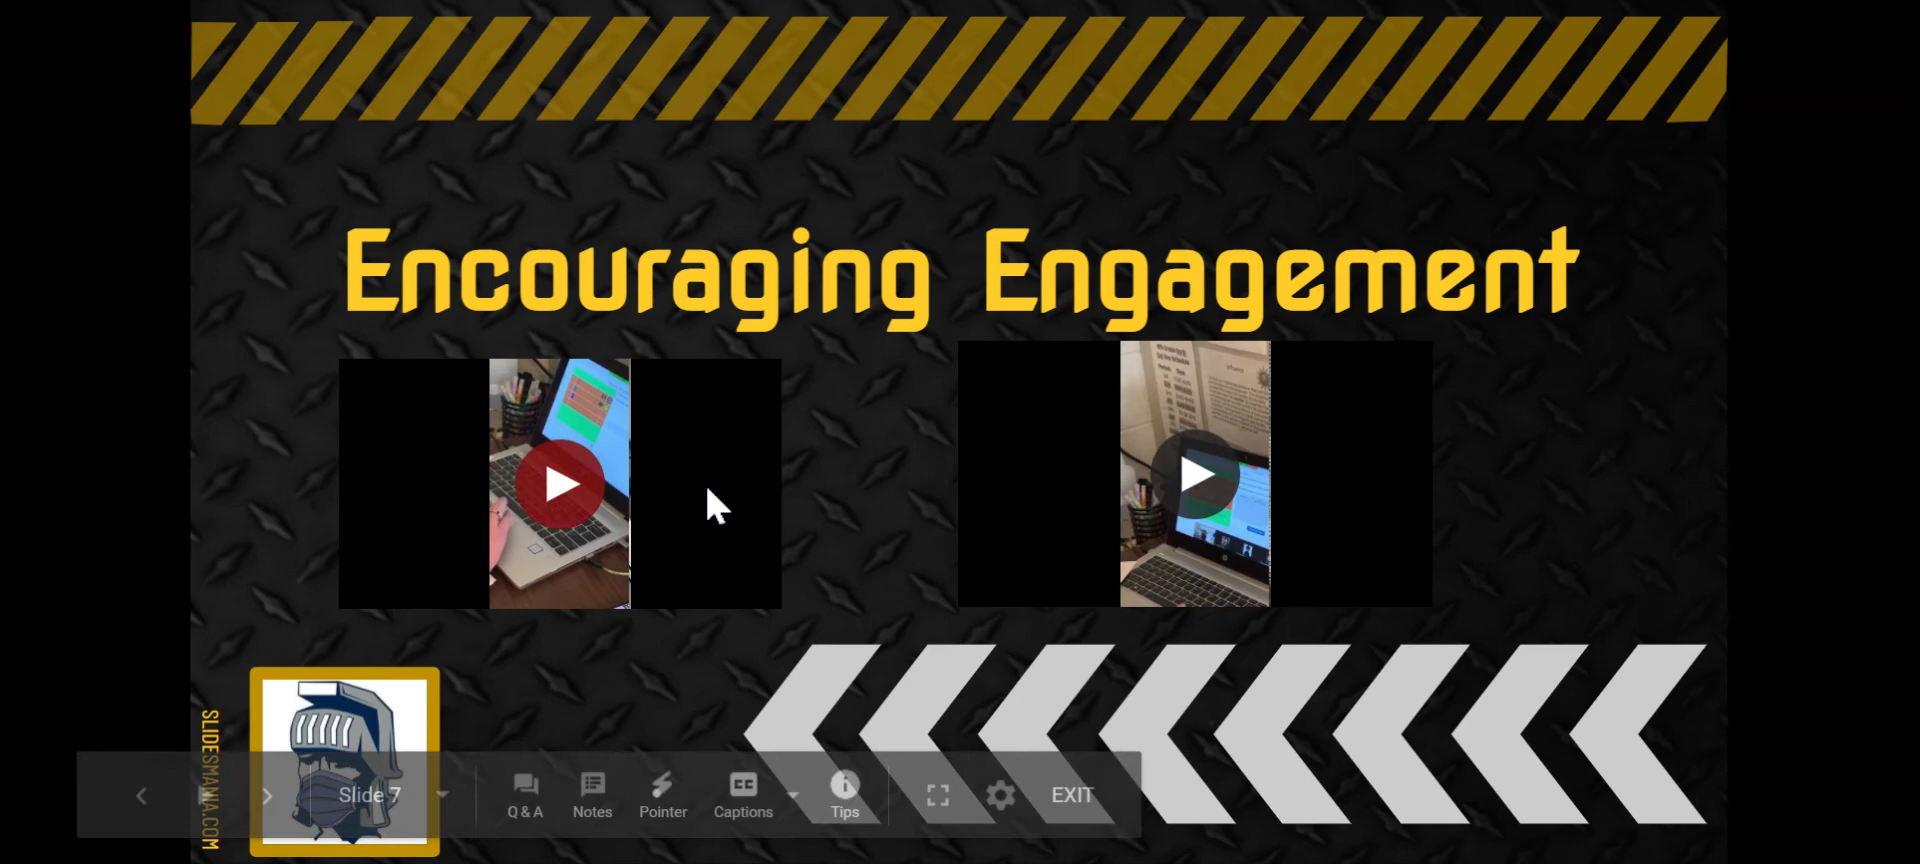 Encouraging Engagement
SLIDESMANIA.COM
Slide 7
Q & A
Notes
Pointer
Captions
Tips
EXIT